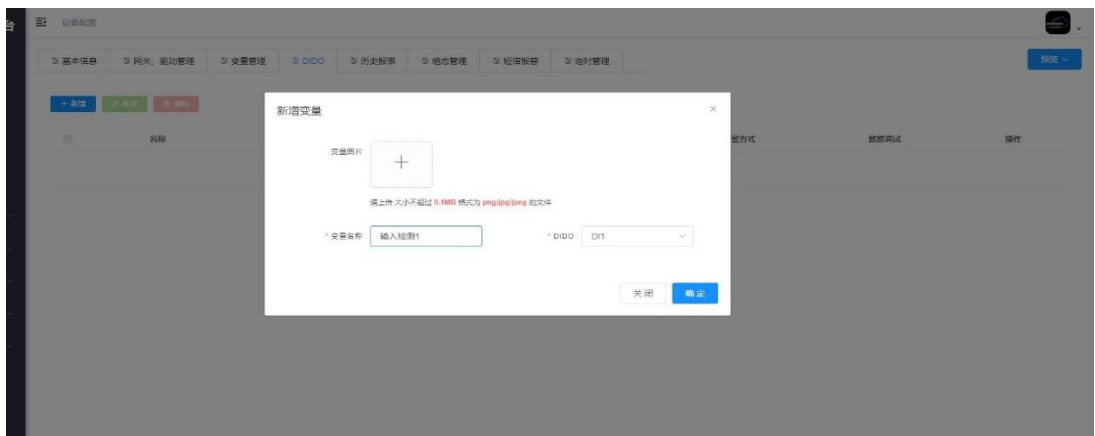 台 设备配置
基本信息 网关、驱动管理 变量管理 DIDO 历史报表 组态管理 短信报警 定时管理 预览
+ 新增 修改 删除
新增变量 ×
名称 警方式 数据调试 操作
变量图片 +
请上传 大小不超过 0.1MB 格式为 png/jpg/jpeg 的文件
* 变量名称 输入检测1 * DIDO DI1
关闭 确定